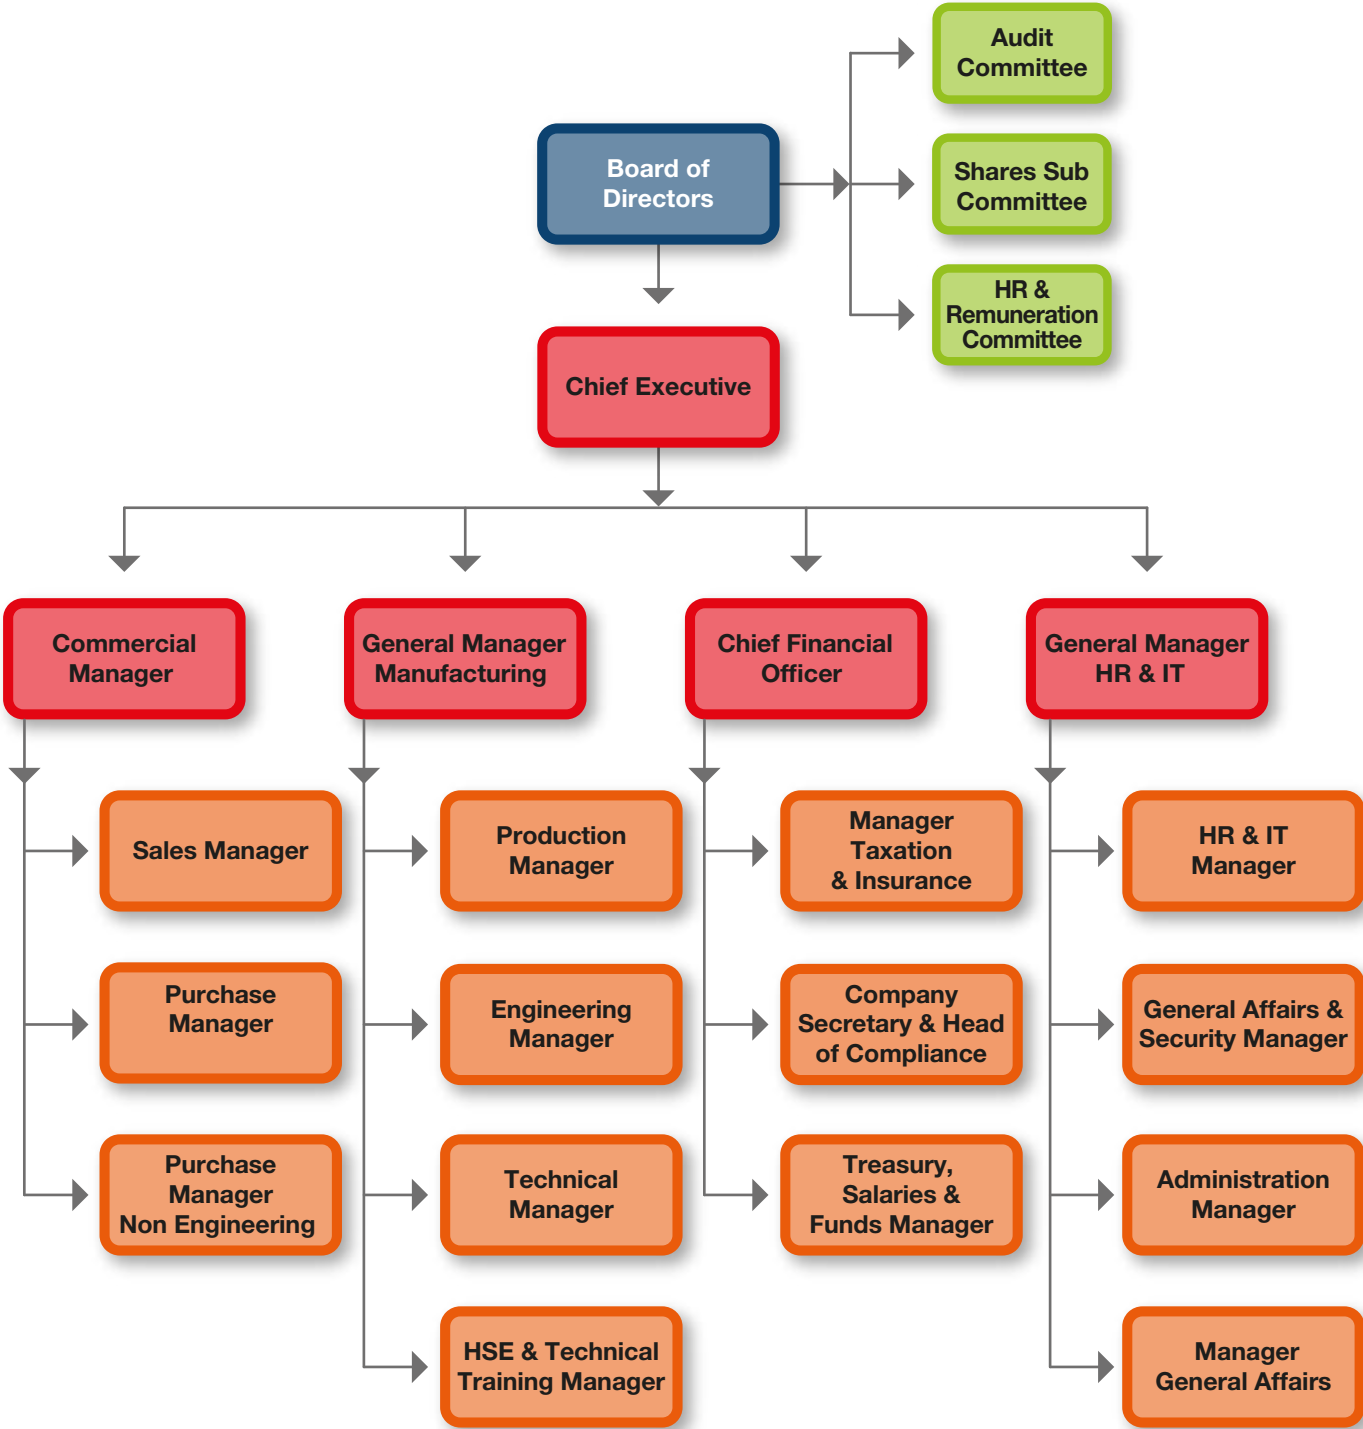 Audit
Committee
Board of
Directors
Shares Sub
Committee
HR &
Remuneration
Committee
Chief Executive
Commercial
Manager
General Manager
Manufacturing
Chief Financial
Officer
General Manager
HR & IT
Sales Manager
Production
Manager
Manager
Taxation
& Insurance
HR & IT
Manager
Purchase
Manager
Engineering
Manager
Company
Secretary & Head
of Compliance
General Affairs &
Security Manager
Purchase
Manager
Non Engineering
Technical
Manager
Treasury,
Salaries &
Funds Manager
Administration
Manager
HSE & Technical
Training Manager
Manager
General Affairs